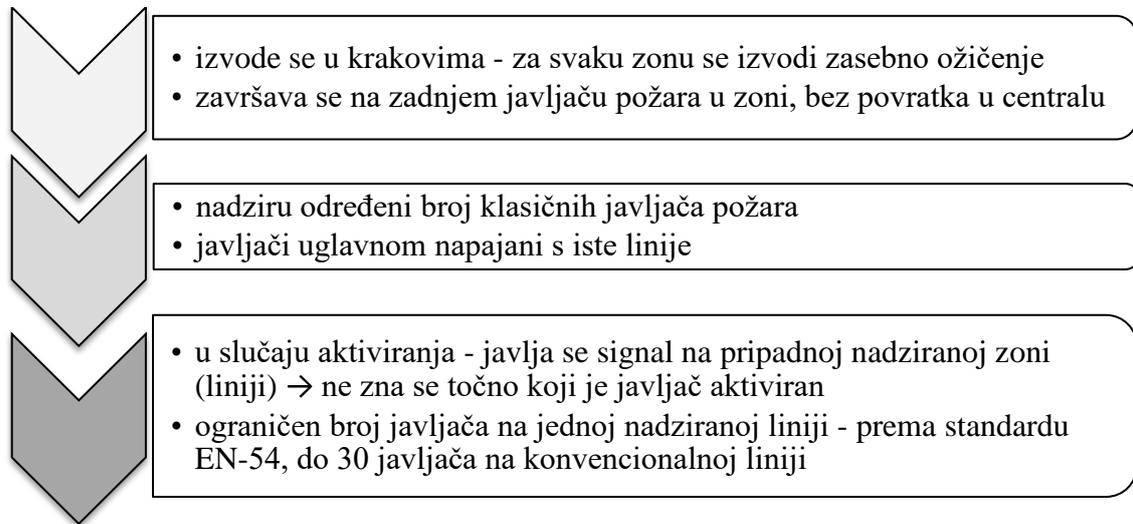 • izvode se u krakovima - za svaku zonu se izvodi zasebno ožičenje
• završava se na zadnjem javljaču požara u zoni, bez povratka u centralu
• nadziru određeni broj klasičnih javljača požara
• javljači uglavnom napajani s iste linije
• u slučaju aktiviranja - javlja se signal na pripadnoj nadziranoj zoni
(liniji) → ne zna se točno koji je javljač aktiviran
• ograničen broj javljača na jednoj nadziranoj liniji - prema standardu
EN-54, do 30 javljača na konvencionalnoj liniji